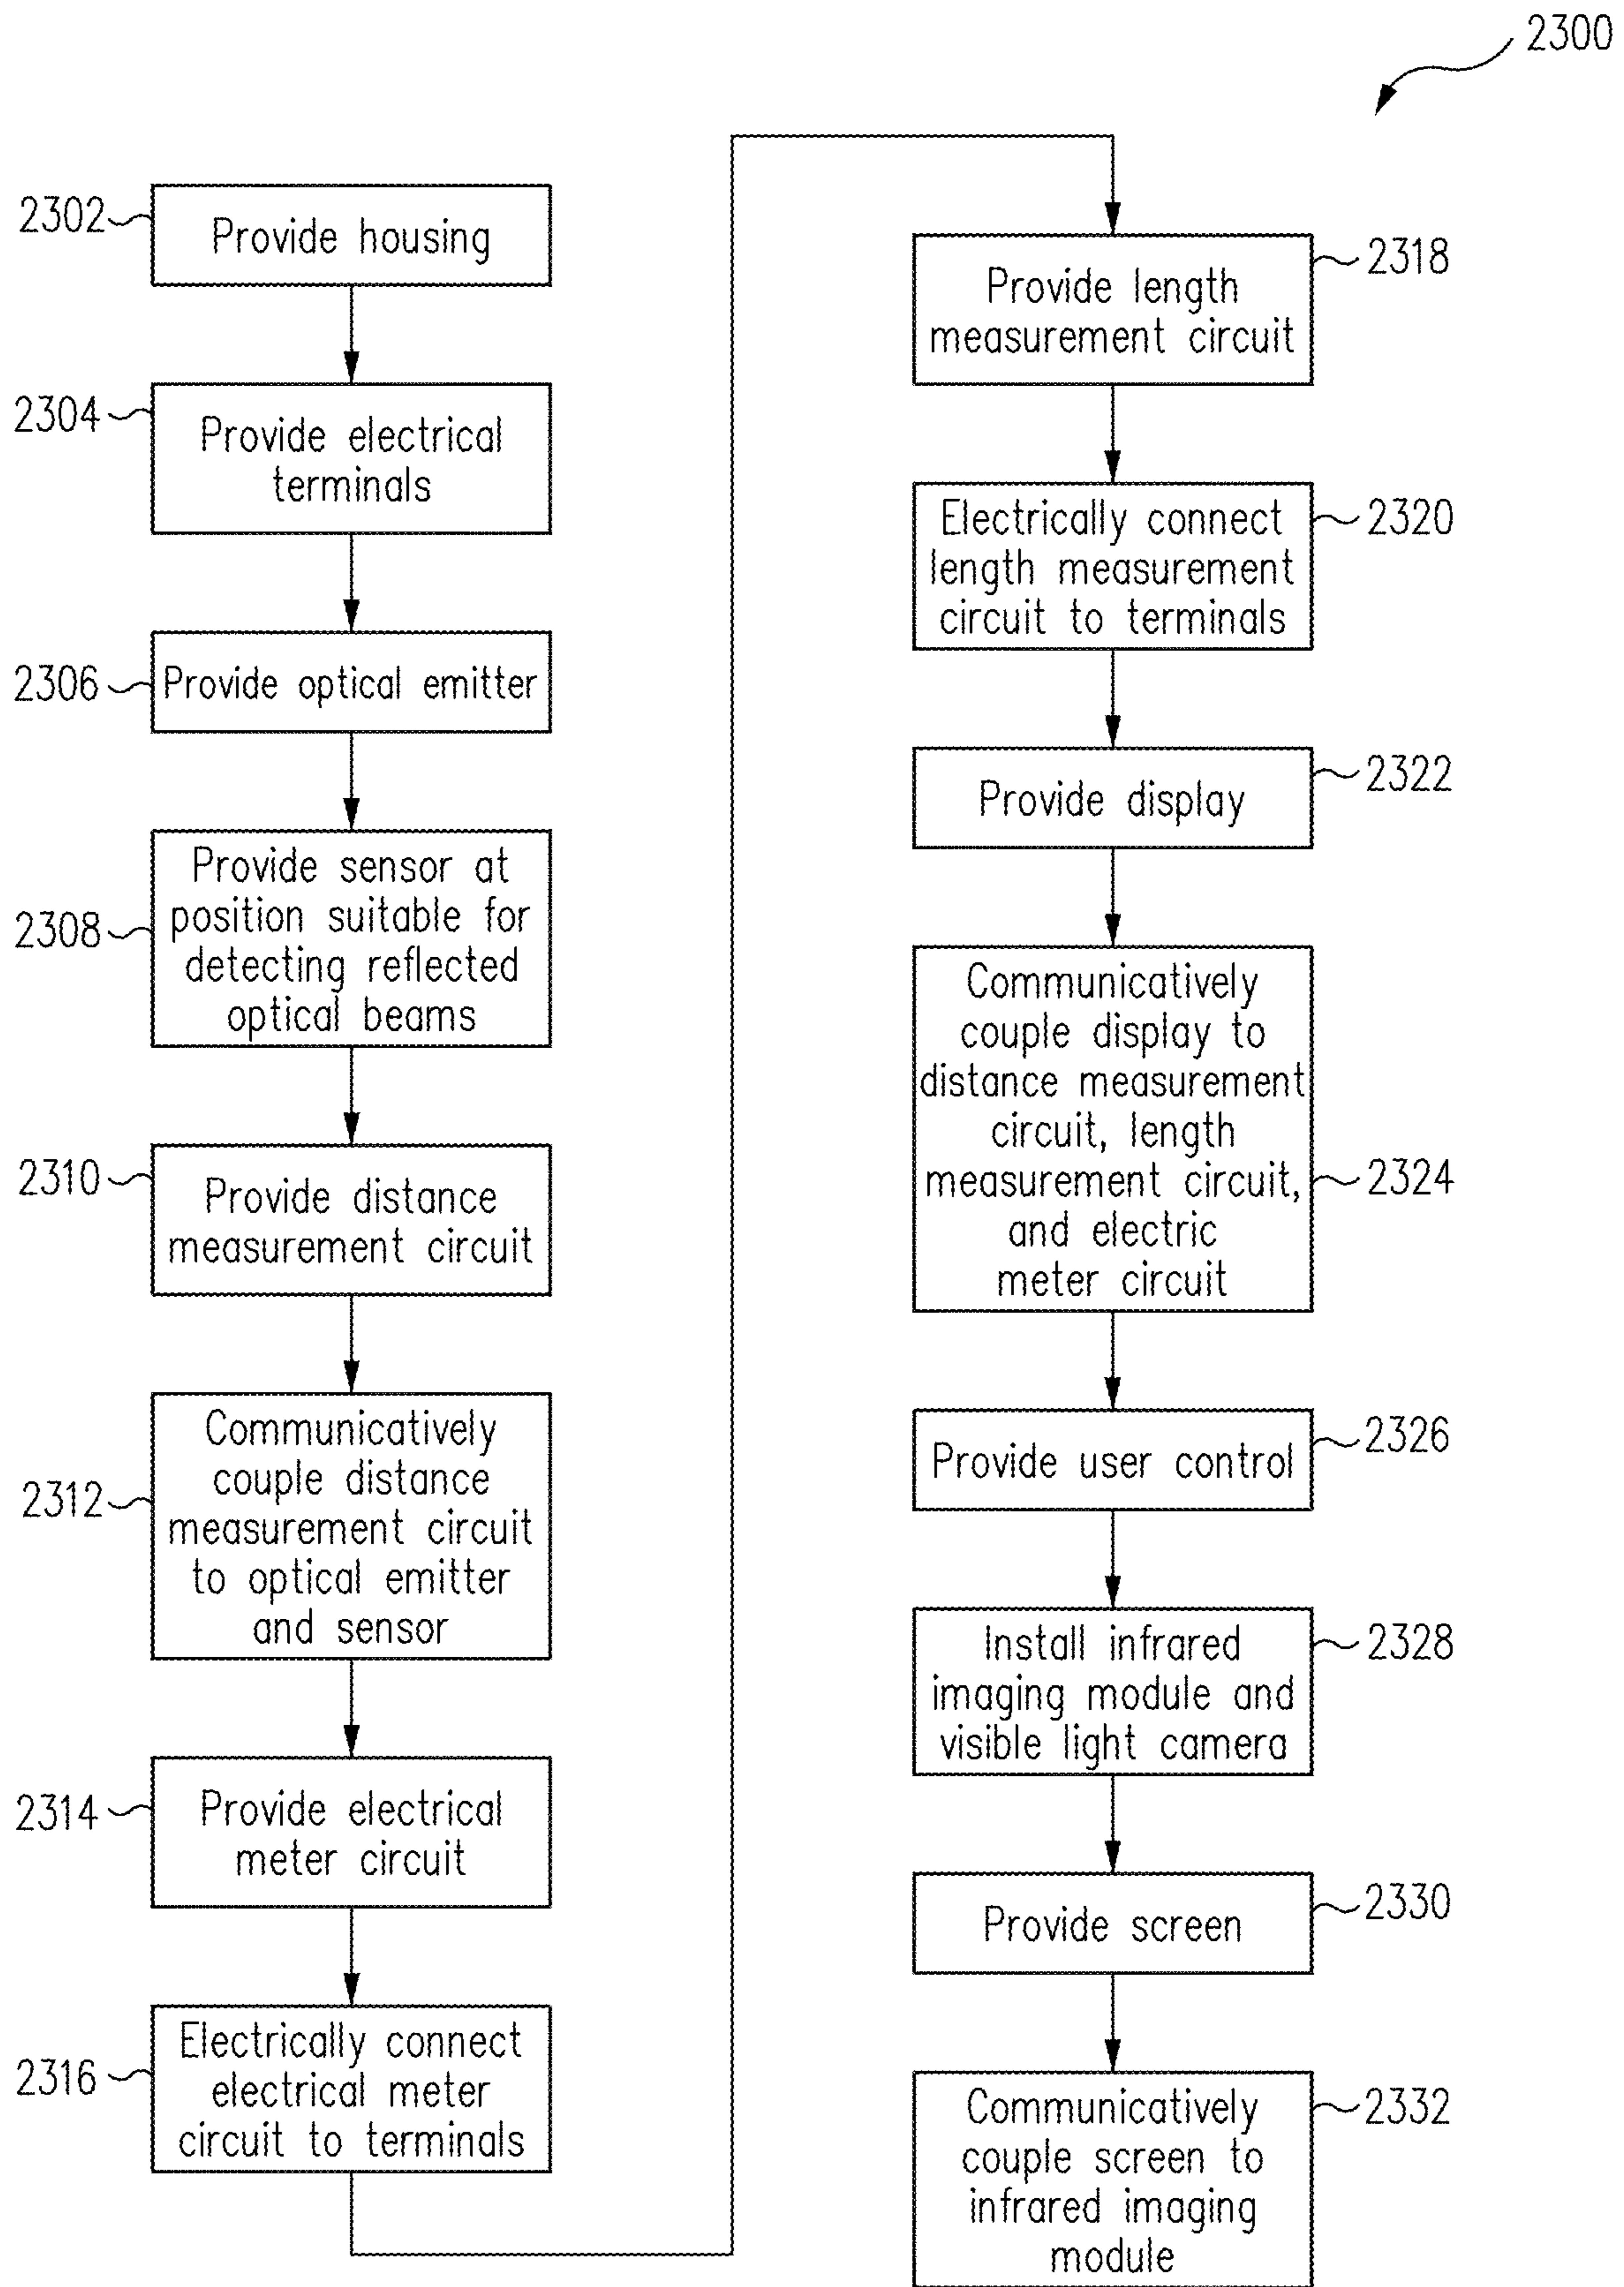 2300
2302
Provide housing
2304
Provide electrical
terminals
2306
Provide optical emitter
2308
Provide sensor at
position suitable for
detecting reflected
optical beams
2310
Provide distance
measurement circuit
2312
Communicatively
couple distance
measurement circuit
to optical emitter
and sensor
2314
Provide electrical
meter circuit
2316
Electrically connect
electrical meter
circuit to terminals
2318
Provide length
measurement circuit
2320
Electrically connect
length measurement
circuit to terminals
2322
Provide display
2324
Communicatively
couple display to
distance measurement
circuit, length
measurement circuit,
and electric
meter circuit
2326
Provide user control
2328
Install infrared
imaging module and
visible light camera
2330
Provide screen
2332
Communicatively
couple screen to
infrared imaging
module